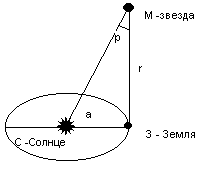 М -звезда
р
r
а
С -Солнце
З - Земля